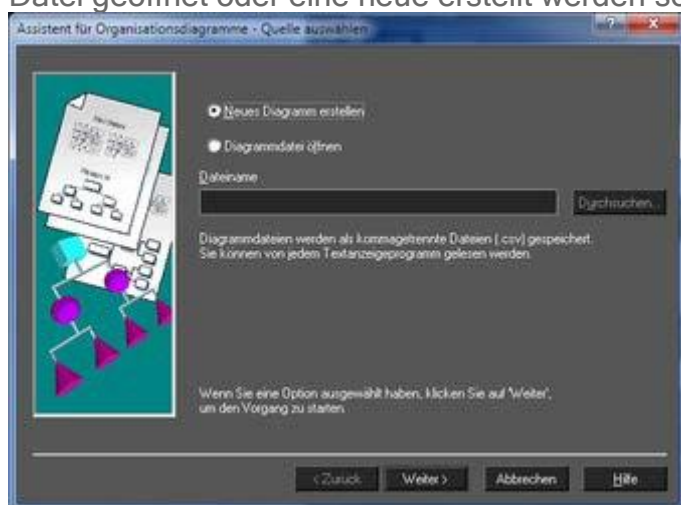 Datei geöffnet oder eine neue erstellt werden so
Assistent für Organisationsdiagramme - Quelle auswählen
Neues Diagramm erstellen
Diagrammdatei öffnen
Dateiname
Durchsuchen...
Diagrammdateien werden als kommagetrennte Dateien (.csv) gespeichert.
Sie können von jedem Textanzeigeprogramm gelesen werden.
Wenn Sie eine Option ausgewählt haben, klicken Sie auf 'Weiter',
um den Vorgang zu starten.
< Zurück Weiter > Abbrechen Hilfe